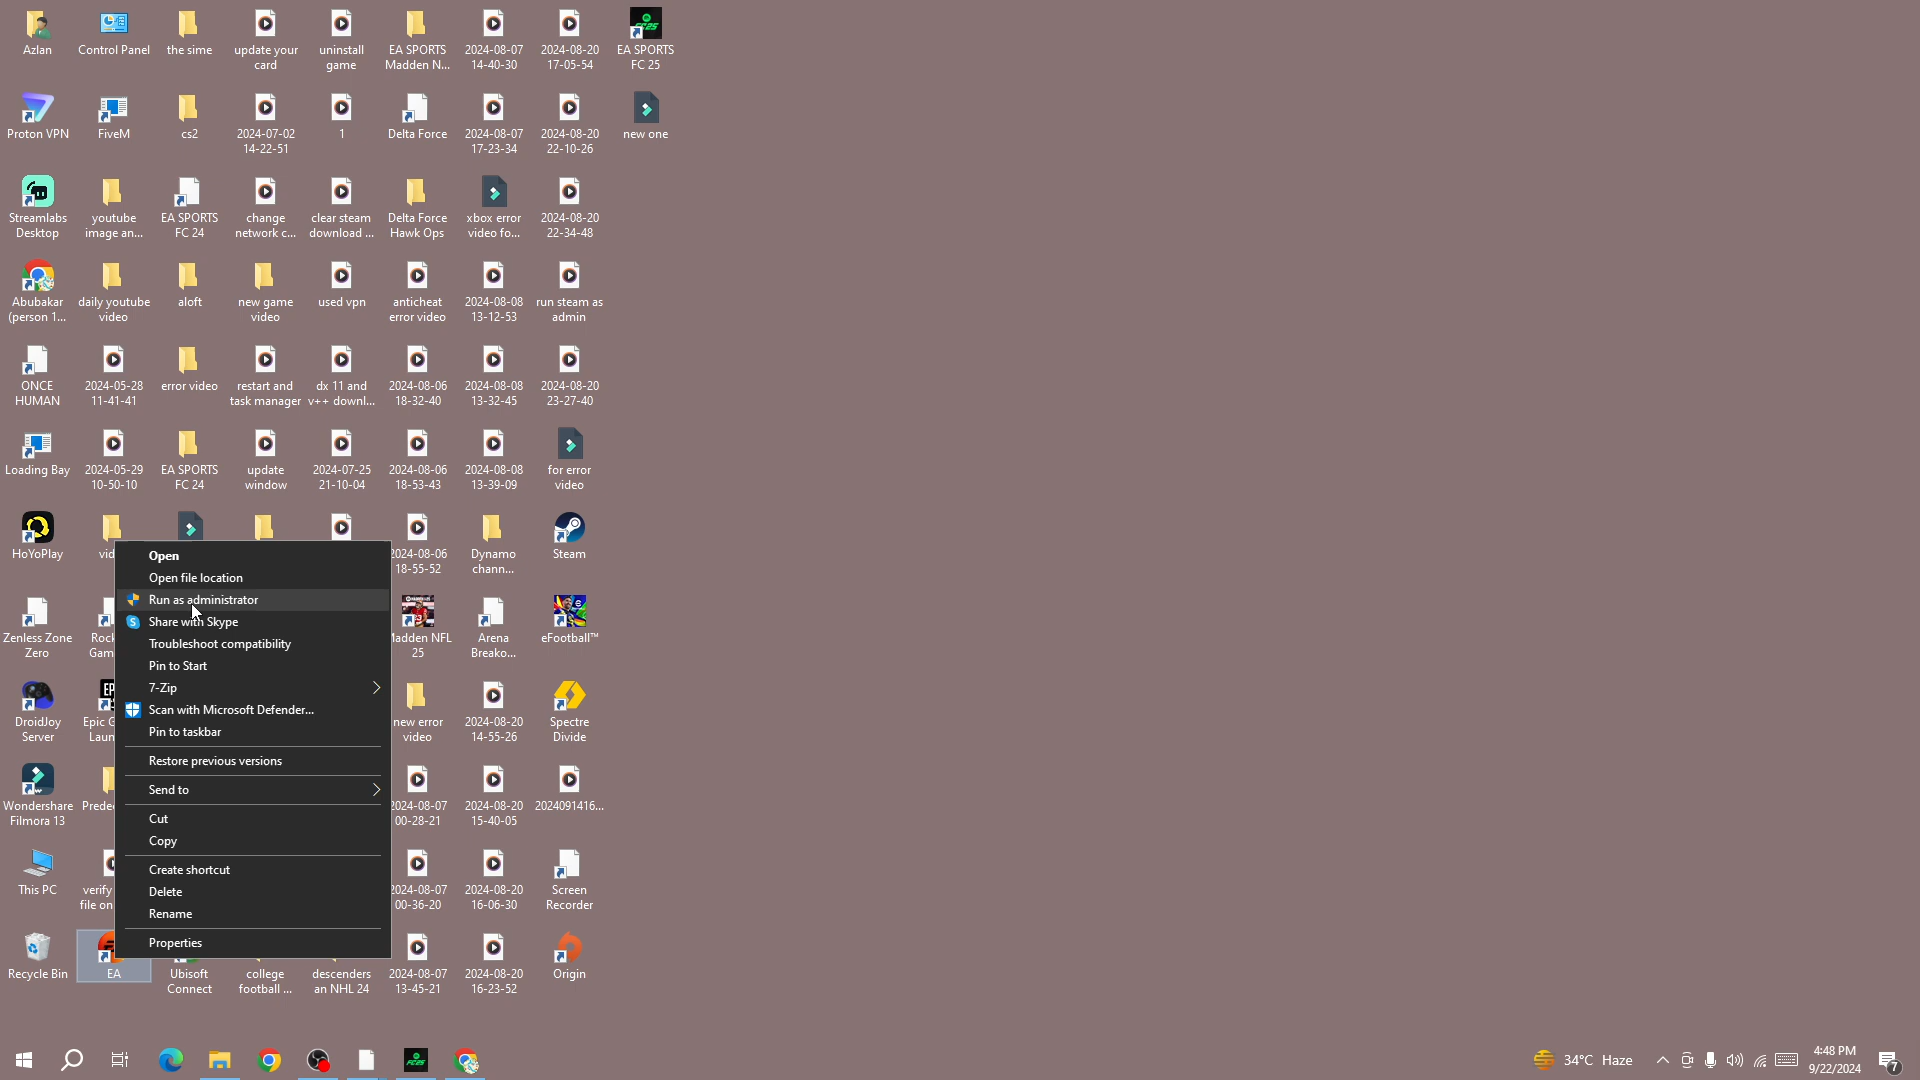 Azlan
Control Panel
the sime
update your
card
uninstall
game
EA SPORTS
Madden N...
2024-08-07
14-40-30
2024-08-20
17-05-54
FC25
EA SPORTS
FC 25
Proton VPN
FiveM
cs2
2024-07-02
14-22-51
1
Delta Force
2024-08-07
17-23-34
2024-08-20
22-10-26
new one
Streamlabs
Desktop
youtube
image an...
EA SPORTS
FC 24
change
network c...
clear steam
download ...
Delta Force
Hawk Ops
xbox error
video fo...
2024-08-20
22-34-48
Abubakar
(person 1...
daily youtube
video
aloft
new game
video
used vpn
anticheat
error video
2024-08-08
13-12-53
run steam as
admin
ONCE
HUMAN
2024-05-28
11-41-41
error video
restart and
task manager
dx 11 and
v++ downl...
2024-08-06
18-32-40
2024-08-08
13-32-45
2024-08-20
23-27-40
Loading Bay
2024-05-29
10-50-10
EA SPORTS
FC 24
update
window
2024-07-25
21-10-04
2024-08-06
18-53-43
2024-08-08
13-39-09
for error
video
HoYoPlay
vid
2024-08-06
18-55-52
Dynamo
chann...
Steam
Zenless Zone
Zero
Rock
Gam
Madden NFL
25
Arena
Breako...
eFootball™
DroidJoy
Server
Epic G
Laun
new error
video
2024-08-20
14-55-26
Spectre
Divide
Wondershare
Filmora 13
Prede
2024-08-07
00-28-21
2024-08-20
15-40-05
2024091416...
This PC
verify
file on
2024-08-07
00-36-20
2024-08-20
16-06-30
Screen
Recorder
Recycle Bin
EA
Ubisoft
Connect
college
football ...
descenders
an NHL 24
2024-08-07
13-45-21
2024-08-20
16-23-52
Origin
Open
Open file location
Run as administrator
Share with Skype
Troubleshoot compatibility
Pin to Start
7-Zip
Scan with Microsoft Defender...
Pin to taskbar
Restore previous versions
Send to
Cut
Copy
Create shortcut
Delete
Rename
Properties
FC25
34°C Haze
4:48 PM
9/22/2024
7